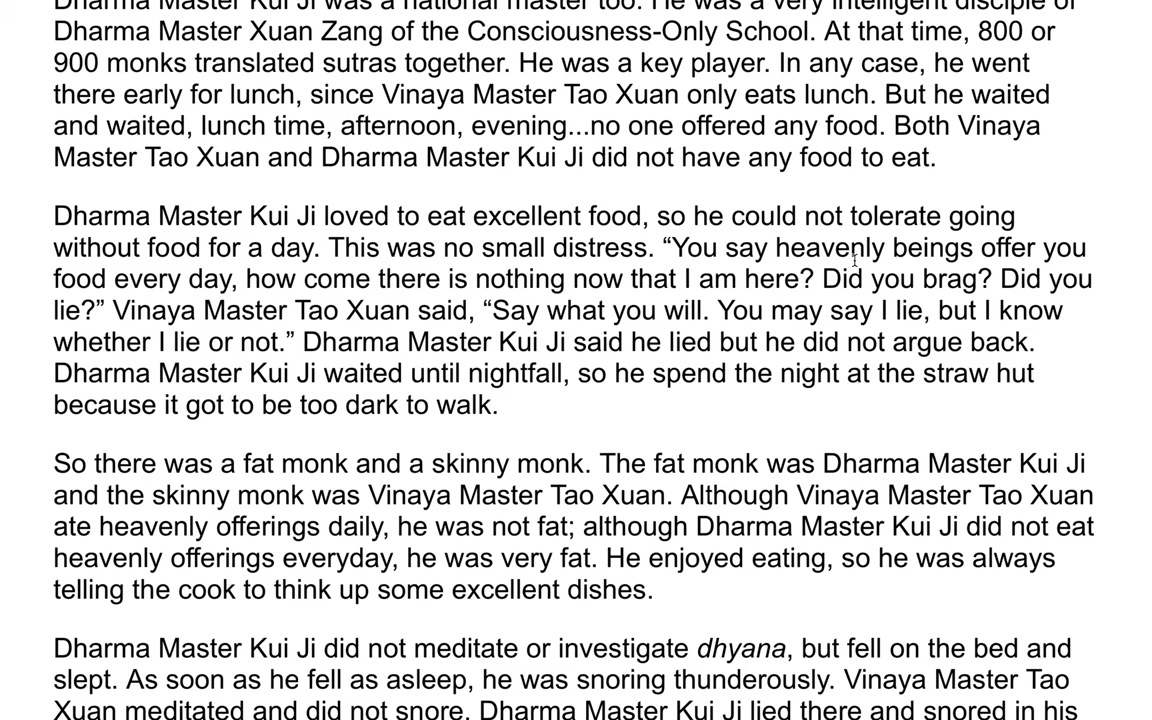 Dharma Master Kui Ji was a national master too. He was a very intelligent disciple of
Dharma Master Xuan Zang of the Consciousness-Only School. At that time, 800 or
900 monks translated sutras together. He was a key player. In any case, he went
there early for lunch, since Vinaya Master Tao Xuan only eats lunch. But he waited
and waited, lunch time, afternoon, evening...no one offered any food. Both Vinaya
Master Tao Xuan and Dharma Master Kui Ji did not have any food to eat.
Dharma Master Kui Ji loved to eat excellent food, so he could not tolerate going
without food for a day. This was no small distress. “You say heavenly beings offer you
food every day, how come there is nothing now that I am here? Did you brag? Did you
lie?” Vinaya Master Tao Xuan said, “Say what you will. You may say I lie, but I know
whether I lie or not.” Dharma Master Kui Ji said he lied but he did not argue back.
Dharma Master Kui Ji waited until nightfall, so he spend the night at the straw hut
because it got to be too dark to walk.
So there was a fat monk and a skinny monk. The fat monk was Dharma Master Kui Ji
and the skinny monk was Vinaya Master Tao Xuan. Although Vinaya Master Tao Xuan
ate heavenly offerings daily, he was not fat; although Dharma Master Kui Ji did not eat
heavenly offerings everyday, he was very fat. He enjoyed eating, so he was always
telling the cook to think up some excellent dishes.
Dharma Master Kui Ji did not meditate or investigate dhyana, but fell on the bed and
slept. As soon as he fell as asleep, he was snoring thunderously. Vinaya Master Tao
Xuan meditated and did not snore. Dharma Master Kui Ji lied there and snored in his